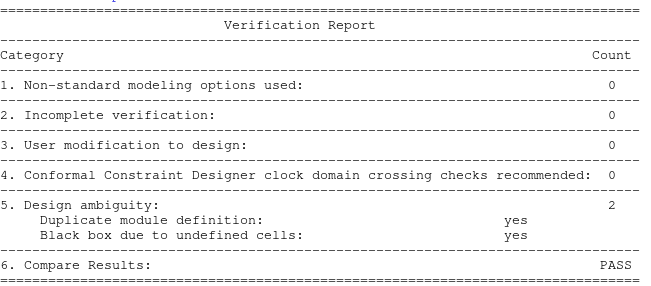 ================================================================================
Verification Report
--------------------------------------------------------------------------------
Category Count
--------------------------------------------------------------------------------
1. Non-standard modeling options used: 0
--------------------------------------------------------------------------------
2. Incomplete verification: 0
--------------------------------------------------------------------------------
3. User modification to design: 0
--------------------------------------------------------------------------------
4. Conformal Constraint Designer clock domain crossing checks recommended: 0
--------------------------------------------------------------------------------
5. Design ambiguity: 2
Duplicate module definition: yes
Black box due to undefined cells: yes
--------------------------------------------------------------------------------
6. Compare Results: PASS
================================================================================